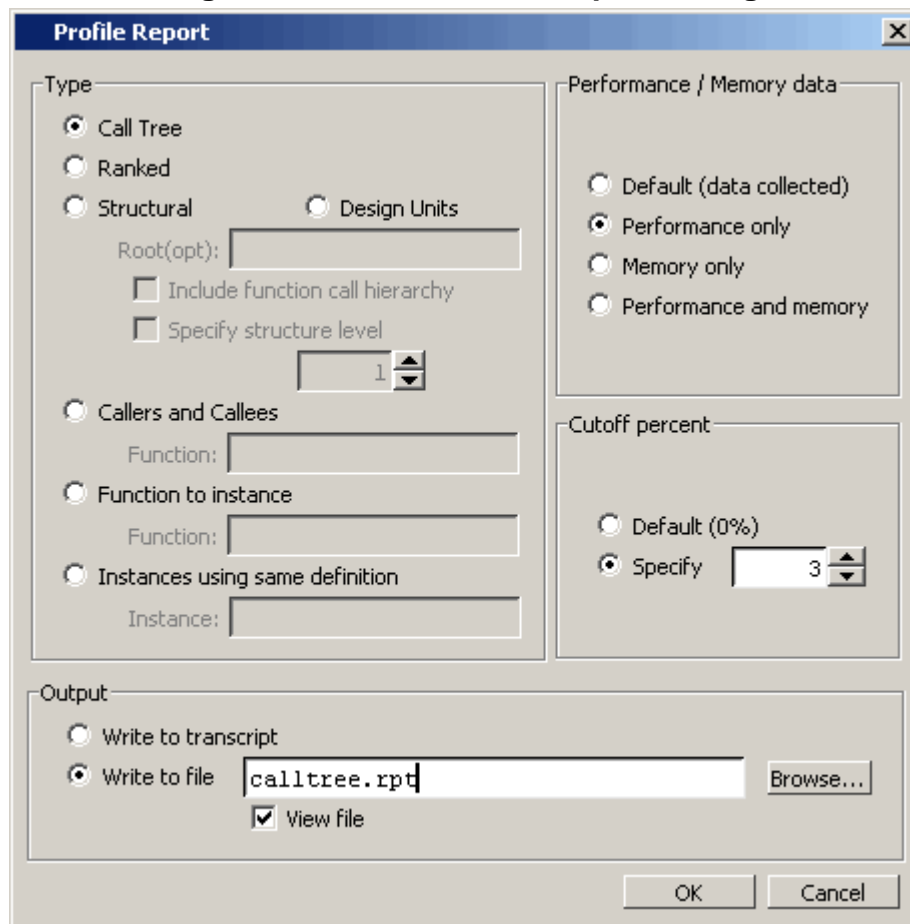 Profile Report
Type
Call Tree
Ranked
Structural
Design Units
Root(opt):
Include function call hierarchy
Specify structure level
1
Callers and Callees
Function:
Function to instance
Function:
Instances using same definition
Instance:
Performance / Memory data
Default (data collected)
Performance only
Memory only
Performance and memory
Cutoff percent
Default (0%)
Specify
3
Output
Write to transcript
Write to file
calltree.rpt
Browse...
View file
OK
Cancel